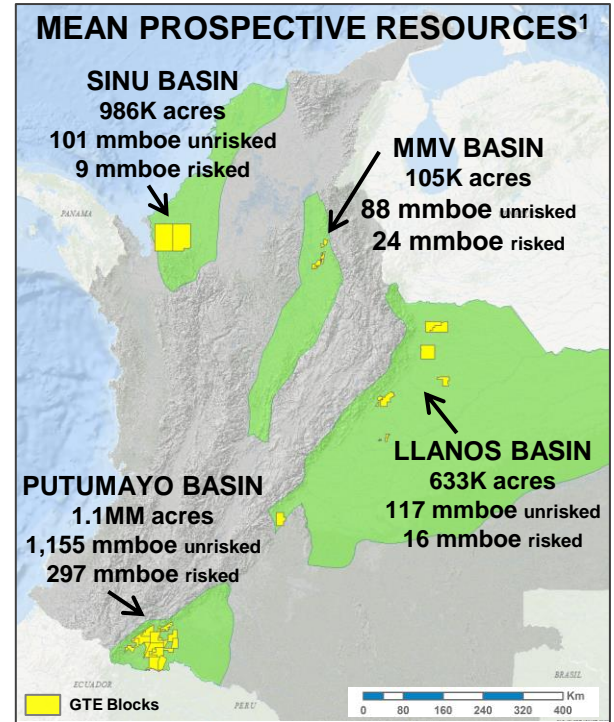 MEAN PROSPECTIVE RESOURCES¹
SINU BASIN
986K acres
101 mmboe unrisked
9 mmboe risked
MMV BASIN
105K acres
88 mmboe unrisked
24 mmboe risked
PANAMA
LLANOS BASIN
633K acres
117 mmboe unrisked
16 mmboe risked
PUTUMAYO BASIN
1.1MM acres
1,155 mmboe unrisked
297 mmboe risked
ECUADOR
PERU
BRASIL
GTE Blocks
Km
0 80 160 240 320 400